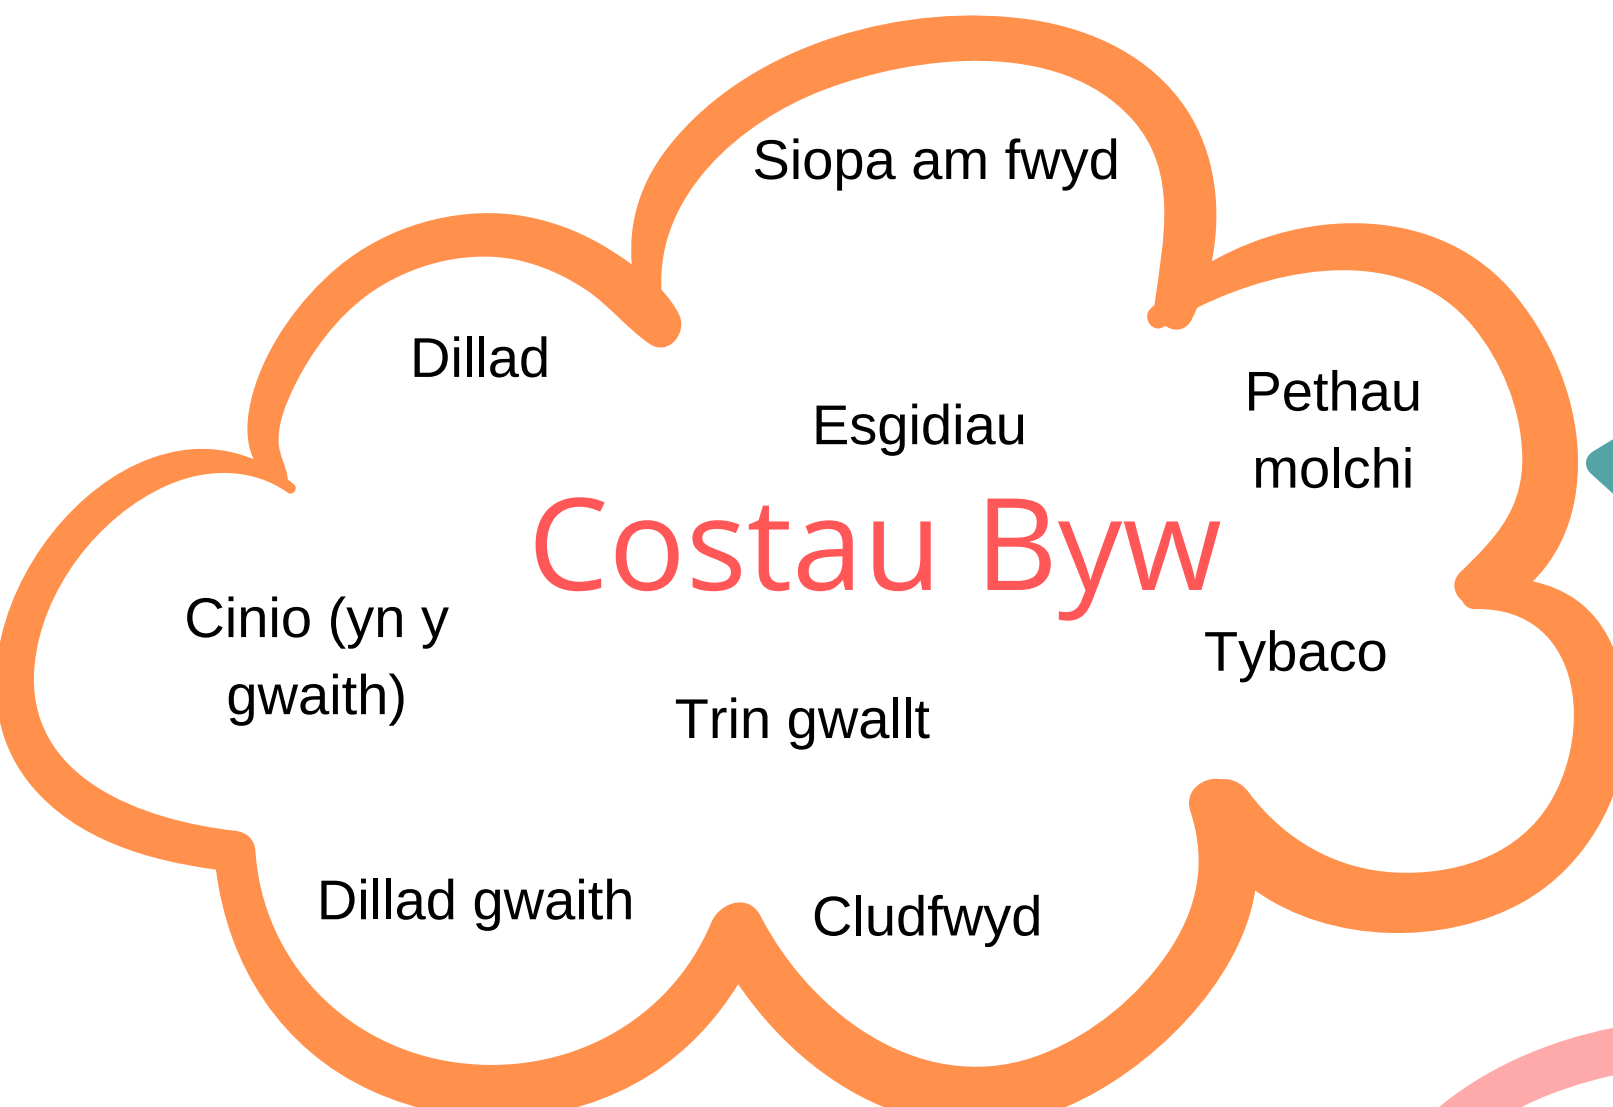 Siopa am fwyd
Dillad
Esgidiau
Pethau
molchi
Costau Byw
Cinio (yn y
gwaith)
Tybaco
Trin gwallt
Dillad gwaith
Cludfwyd